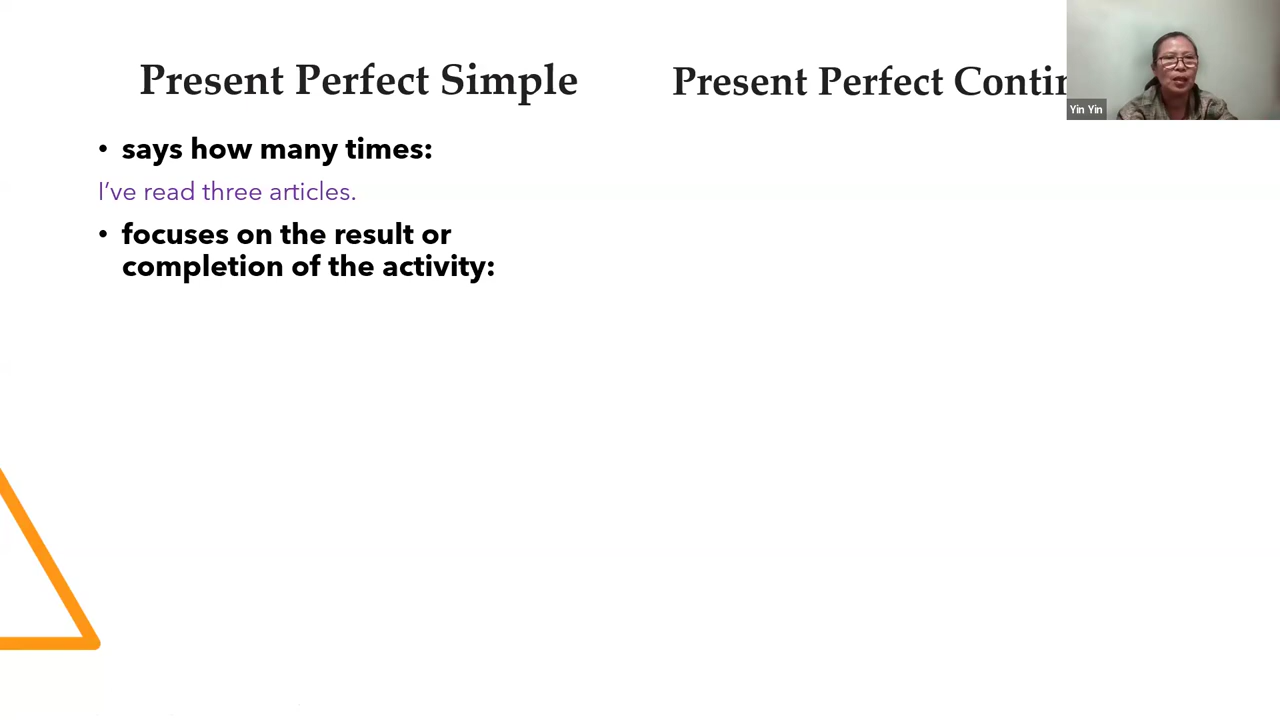 Present Perfect Simple
Present Perfect Contin
Yin Yin
• says how many times:
I've read three articles.
• focuses on the result or
completion of the activity: